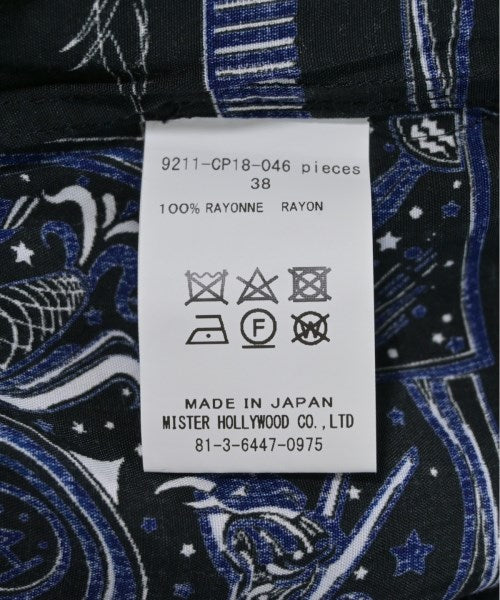 9211-CP18-046 pieces
38
100% RAYONNE RAYON
F
W
MADE IN JAPAN
MISTER HOLLYWOOD CO., LTD
81-3-6447-0975